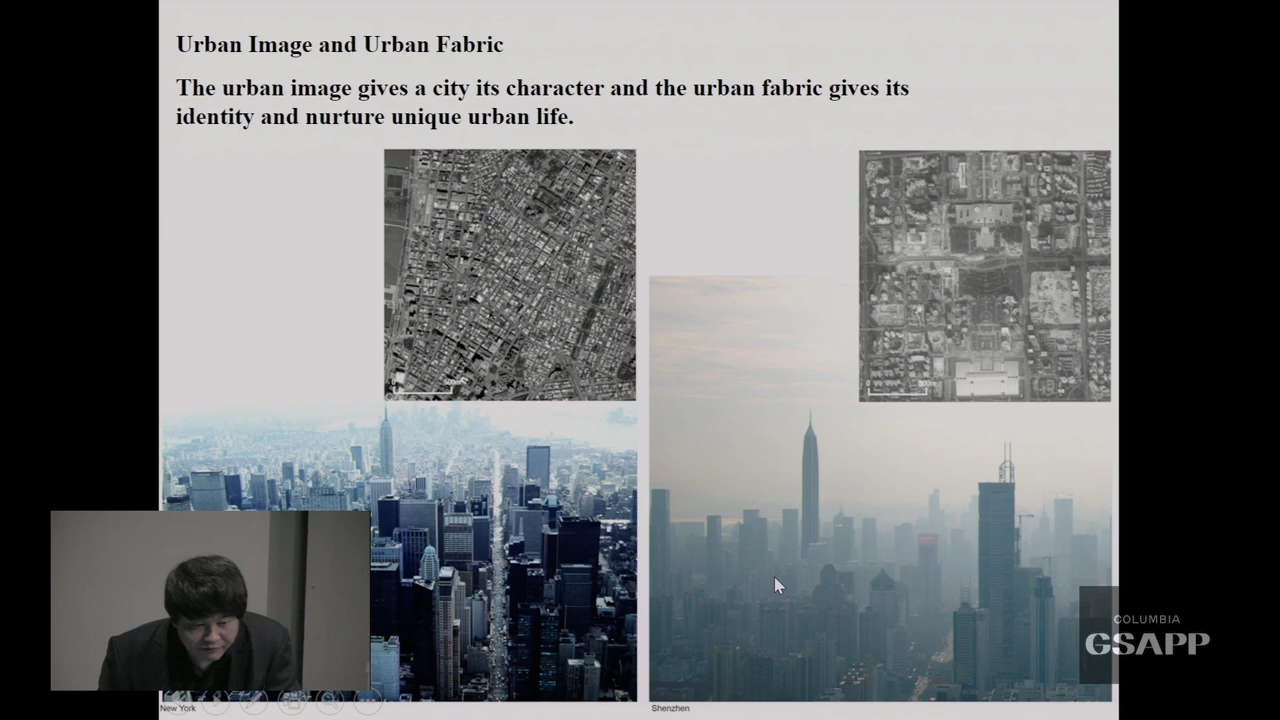 Urban Image and Urban Fabric
The urban image gives a city its character and the urban fabric gives its
identity and nurture unique urban life.
COLUMBIA
GSAPP
New York
Shenzhen